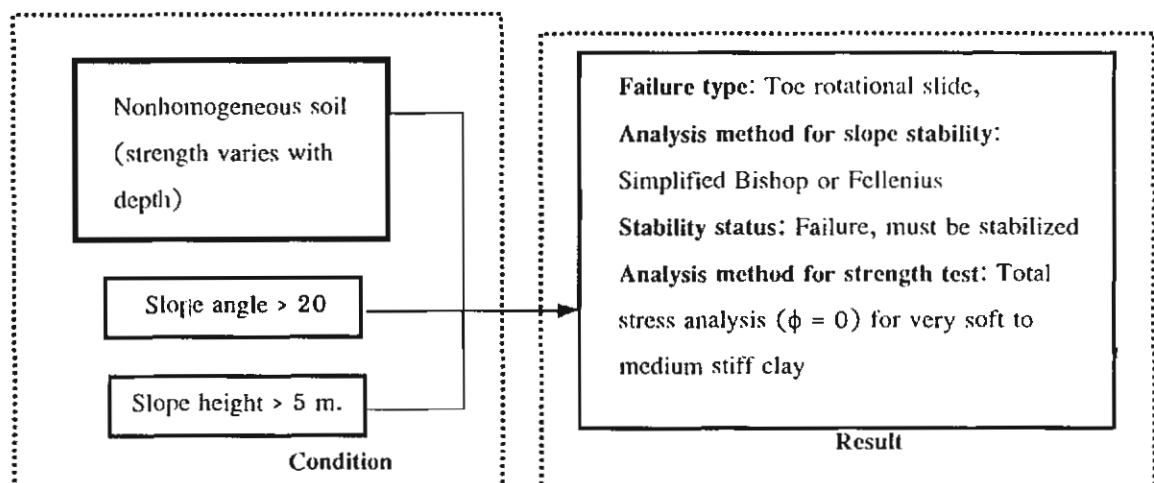 Nonhomogeneous soil
(strength varies with
depth)
Slope angle > 20
Slope height > 5 m.
Condition
Failure type: Toe rotational slide,
Analysis method for slope stability:
Simplified Bishop or Fellenius
Stability status: Failure, must be stabilized
Analysis method for strength test: Total
stress analysis (ϕ = 0) for very soft to
medium stiff clay
Result